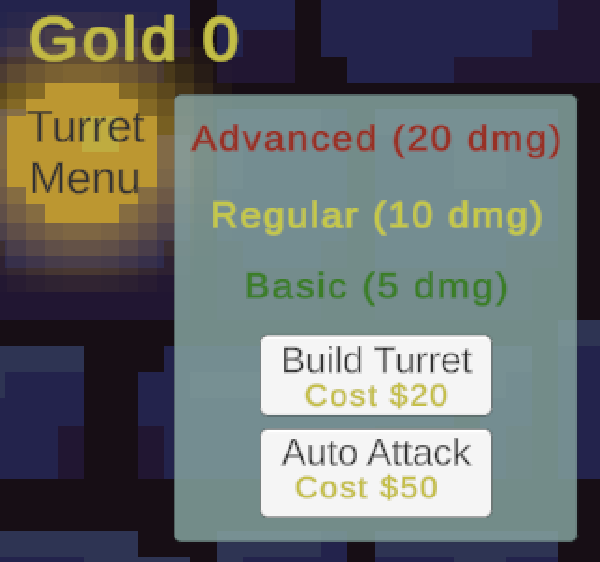 Gold 0
Turret
Menu
Advanced (20 dmg)
Regular (10 dmg)
Basic (5 dmg)
Build Turret
Cost $20
Auto Attack
Cost $50